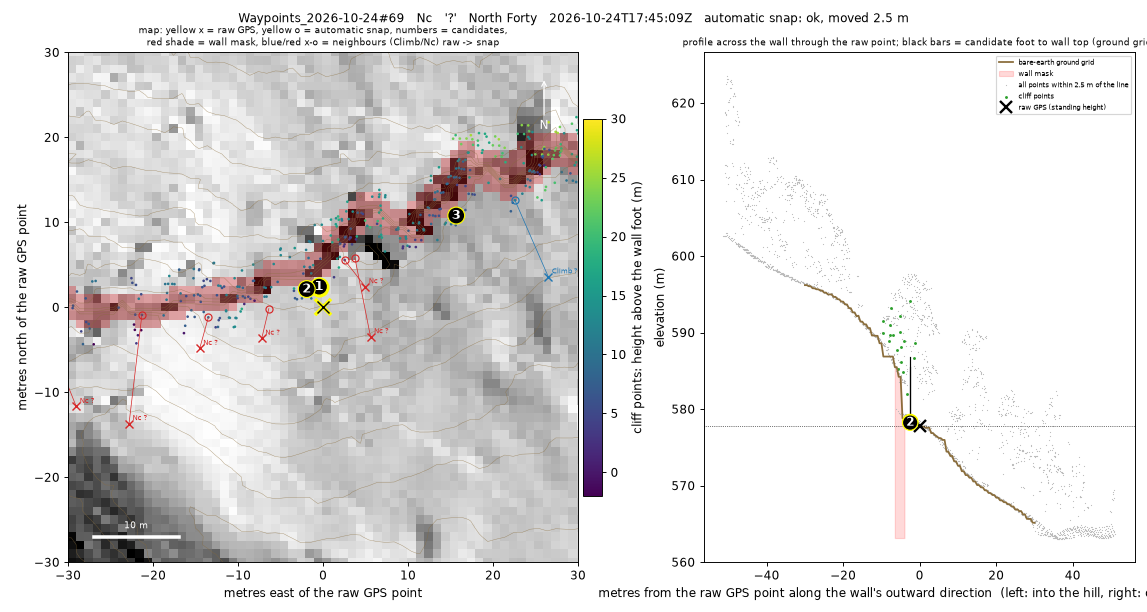 Waypoints_2026-10-24#69 Nc '?' North Forty 2026-10-24T17:45:09Z automatic snap: ok, moved 2.5 m
map: yellow x = raw GPS, yellow o = automatic snap, numbers = candidates,
red shade = wall mask, blue/red x-o = neighbours (Climb/Nc) raw -> snap
profile across the wall through the raw point; black bars = candidate foot to wall top (ground gri
30
20
10
0
−10
−20
−30
metres north of the raw GPS point
N
1
2
3
Climb ?
Nc ?
Nc ?
Nc ?
Nc ?
Nc ?
Nc ?
10 m
−30
−20
−10
0
10
20
30
metres east of the raw GPS point
30
25
20
15
10
5
0
cliff points: height above the wall foot (m)
620
610
600
590
580
570
560
elevation (m)
bare-earth ground grid
wall mask
all points within 2.5 m of the line
cliff points
raw GPS (standing height)
2
−40
−20
0
20
40
metres from the raw GPS point along the wall's outward direction (left: into the hill, right: